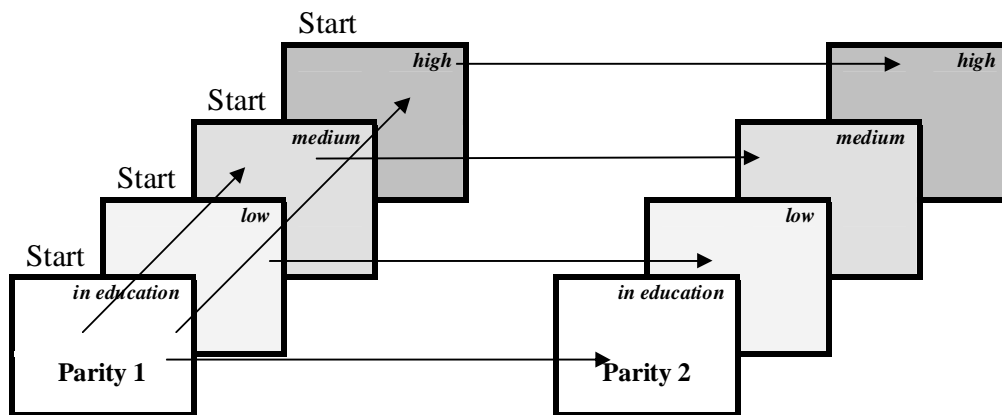 Start
high
high
Start
medium
medium
Start
low
low
Start
in education
in education
Parity 1
Parity 2